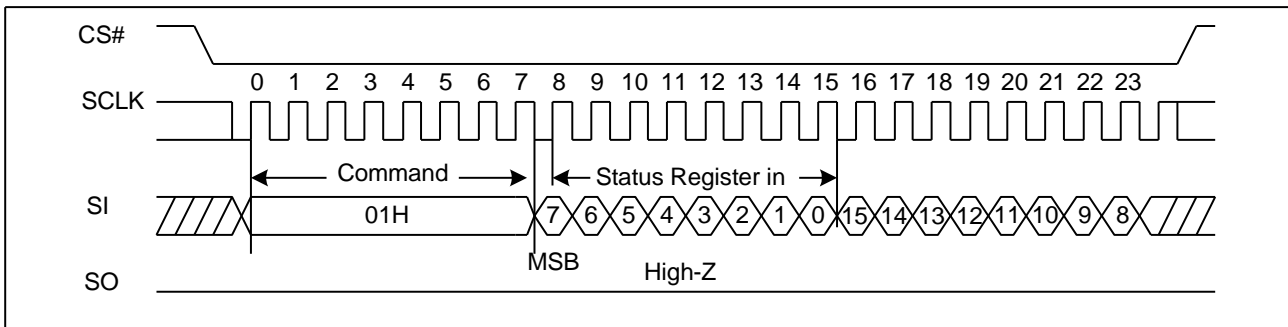 CS#
0 1 2 3 4 5 6 7 8 9 10 11 12 13 14 15 16 17 18 19 20 21 22 23
SCLK
Command Status Register in
SI 01H 7 6 5 4 3 2 1 0 15 14 13 12 11 10 9 8
MSB High-Z
SO